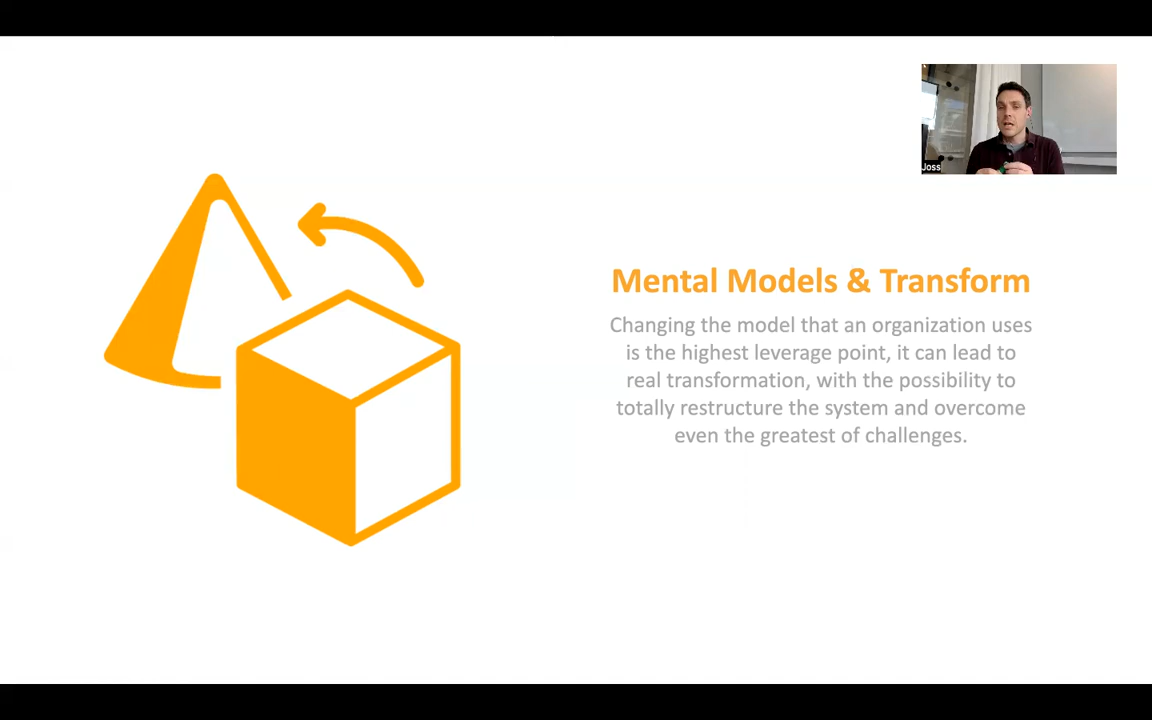 Joss
Mental Models & Transform
Changing the model that an organization uses
is the highest leverage point, it can lead to
real transformation, with the possibility to
totally restructure the system and overcome
even the greatest of challenges.